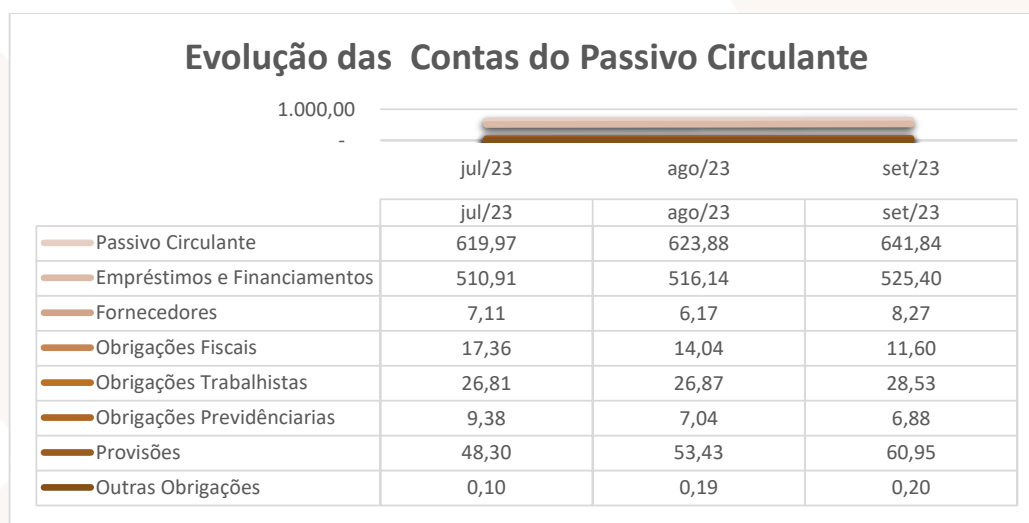 Evolução das Contas do Passivo Circulante
1.000,00
-
jul/23 ago/23 set/23
jul/23 ago/23 set/23
Passivo Circulante 619,97 623,88 641,84
Empréstimos e Financiamentos 510,91 516,14 525,40
Fornecedores 7,11 6,17 8,27
Obrigações Fiscais 17,36 14,04 11,60
Obrigações Trabalhistas 26,81 26,87 28,53
Obrigações Previdênciarias 9,38 7,04 6,88
Provisões 48,30 53,43 60,95
Outras Obrigações 0,10 0,19 0,20